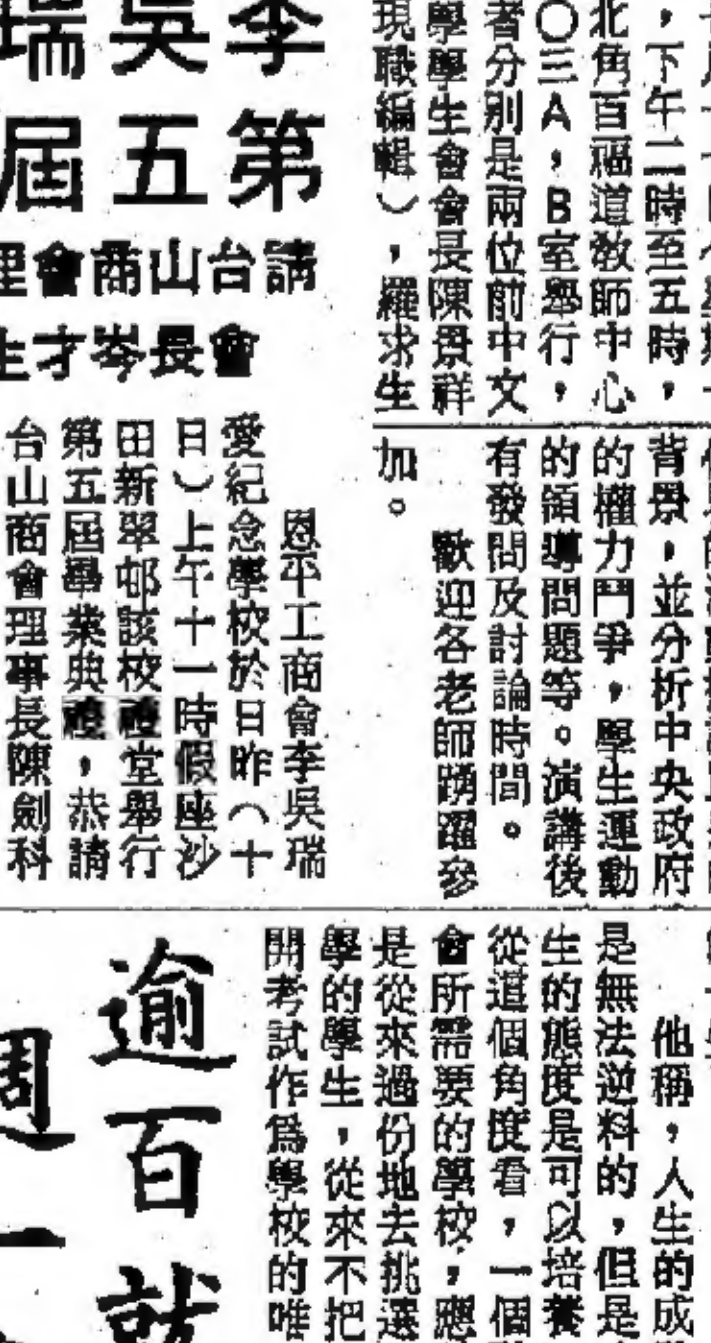 ，下午二時至五時，
北角百福道教師中心
〇三A，B室舉行，
者分別是兩位前中文
學學生會會長陳景祥
現職編輯），羅求生
背景，並分析中央政府
的權力鬥爭，學生運動
的領導問題等。演講後
有發問及討論時間。
歡迎各老師踴躍參
加。
李第
吳五
瑞屆
請台山商會理
會長岑才生
恩平工商會李吳瑞
愛紀念學校於日昨（十
日）上午十一時假座沙
田新翠邨該校禮堂舉行
第五屆畢業典禮，恭請
台山商會理事長陳劍科
他稱，人生的成
是無法逆料的，但是
生的態度是可以培養
從這個角度看，一個
會所需要的學校，應
是從來過份地去挑選
學的學生，從來不把
開考試作爲學校的唯
逾百就
週一